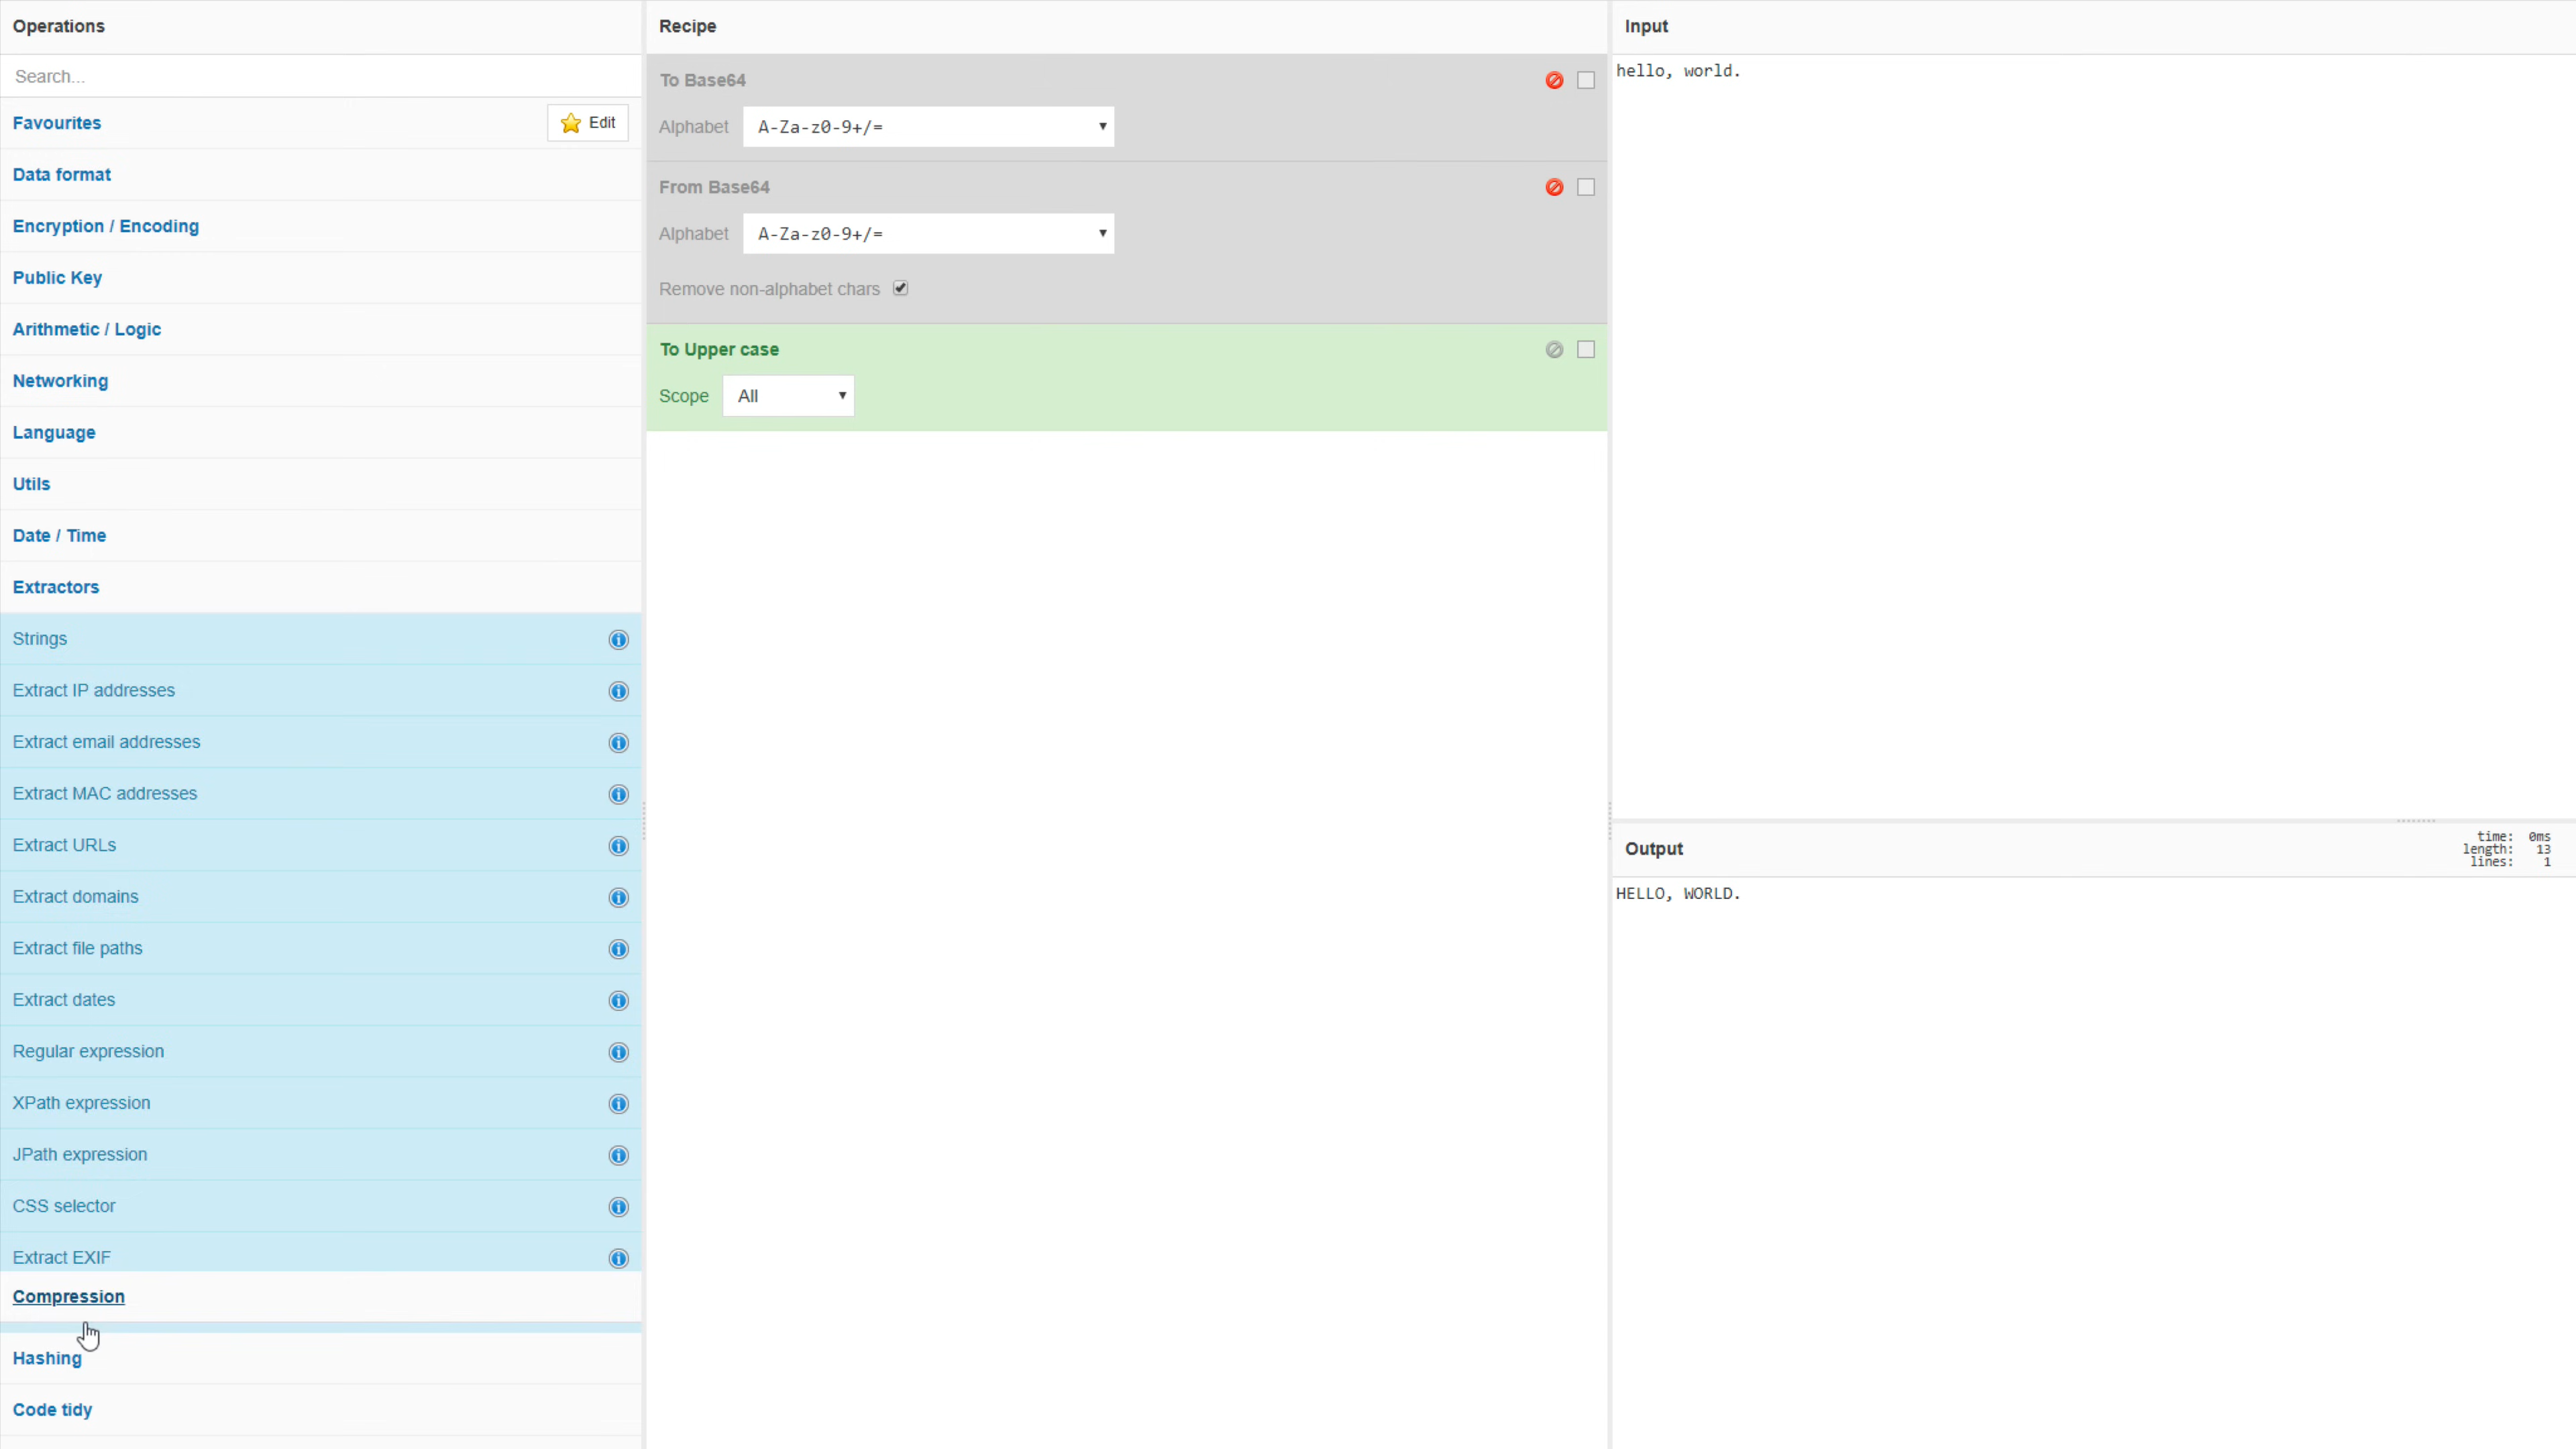 Operations
Search...
Favourites
Edit
Data format
Encryption / Encoding
Public Key
Arithmetic / Logic
Networking
Language
Utils
Date / Time
Extractors
Strings
Extract IP addresses
Extract email addresses
Extract MAC addresses
Extract URLs
Extract domains
Extract file paths
Extract dates
Regular expression
XPath expression
JPath expression
CSS selector
Extract EXIF
Compression
Hashing
Code tidy
Recipe
To Base64
Alphabet A-Za-z0-9+/=
From Base64
Alphabet A-Za-z0-9+/=
Remove non-alphabet chars
To Upper case
Scope All
Input
hello, world.
Output
time: 0ms
length: 13
lines: 1
HELLO, WORLD.